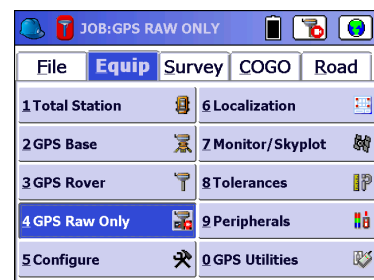 JOB:GPS RAW ONLY
File Equip Survey COGO Road
1 Total Station 6 Localization
2 GPS Base 7 Monitor/Skyplot
3 GPS Rover 8 Tolerances
4 GPS Raw Only 9 Peripherals
5 Configure 0 GPS Utilities